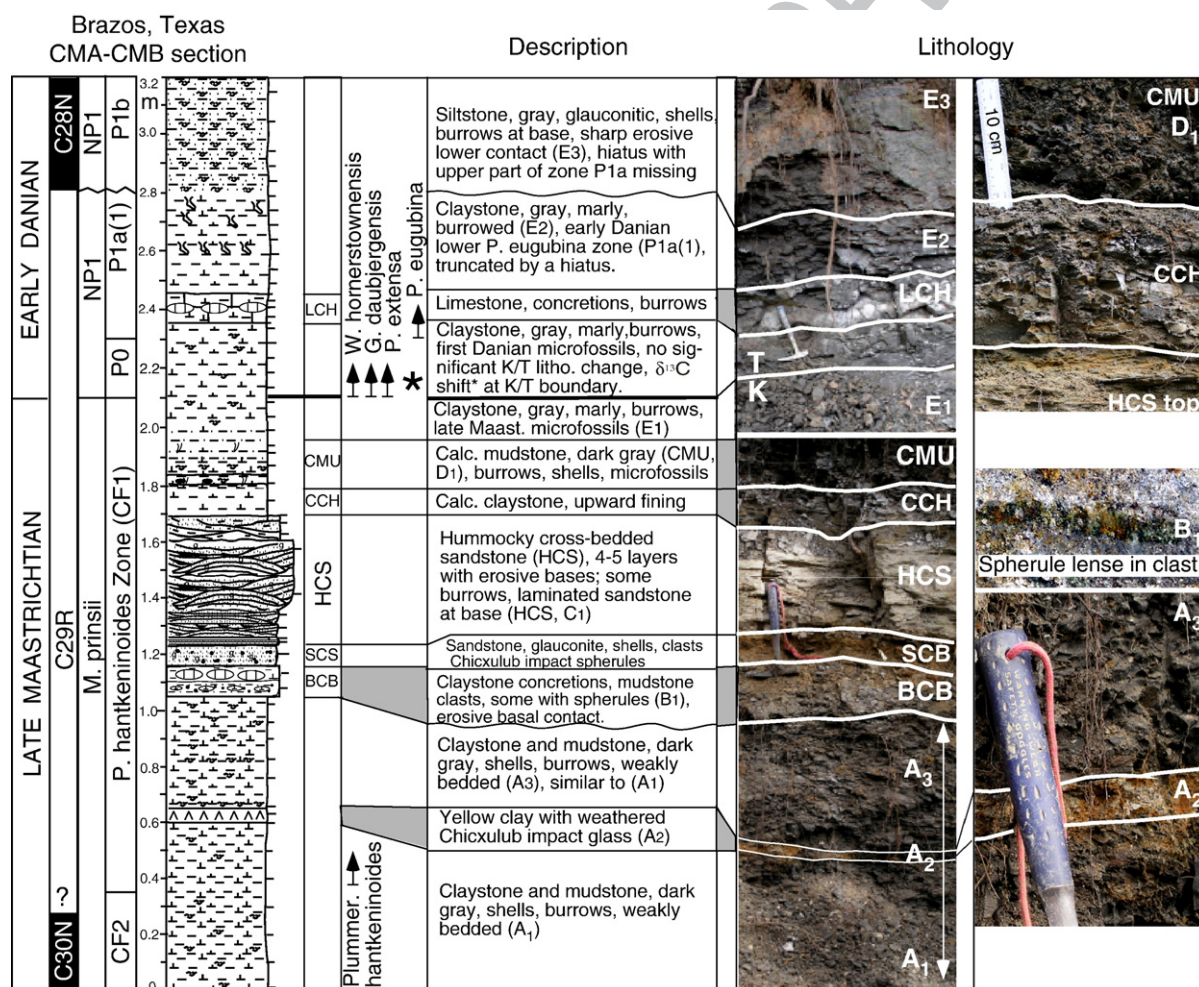 Brazos, Texas
CMA-CMB section
Description
Lithology
EARLY DANIAN
LATE MAASTRICHTIAN
C28N
C29R
?
C30N
NP1
NP1
M. prinsii
P1b
P1a(1)
P0
P. hantkeninoides Zone (CF1)
CF2
3.2
m
3.0
2.8
2.6
2.4
2.2
2.0
1.8
1.6
1.4
1.2
1.0
0.8
0.6
0.4
0.2
0
LCH
CMU
CCH
HCS
SCS
BCB
W. hornerstownensis
G. daubjergensis
P. extensa
P. eugubina
*
Plummer.
hantkeninoides
Siltstone, gray, glauconitic, shells,
burrows at base, sharp erosive
lower contact (E3), hiatus with
upper part of zone P1a missing
Claystone, gray, marly,
burrowed (E2), early Danian
lower P. eugubina zone (P1a(1),
truncated by a hiatus.
Limestone, concretions, burrows
Claystone, gray, marly,burrows,
first Danian microfossils, no sig-
nificant K/T litho. change, δ13C
shift* at K/T boundary.
Claystone, gray, marly, burrows,
late Maast. microfossils (E1)
Calc. mudstone, dark gray (CMU,
D1), burrows, shells, microfossils
Calc. claystone, upward fining
Hummocky cross-bedded
sandstone (HCS), 4-5 layers
with erosive bases; some
burrows, laminated sandstone
at base (HCS, C1)
Sandstone, glauconite, shells, clasts
Chicxulub impact spherules
Claystone concretions, mudstone
clasts, some with spherules (B1),
erosive basal contact.
Claystone and mudstone, dark
gray, shells, burrows, weakly
bedded (A3), similar to (A1)
Yellow clay with weathered
Chicxulub impact glass (A2)
Claystone and mudstone, dark
gray, shells, burrows, weakly
bedded (A1)
E3
E2
LCH
T
K
E1
CMU
CCH
HCS
SCB
BCB
A3
A2
A1
10 cm
CMU
D1
CCH
HCS top
B1
Spherule lense in clast
A3
WARNING
SAFETY GOGGLES
A2